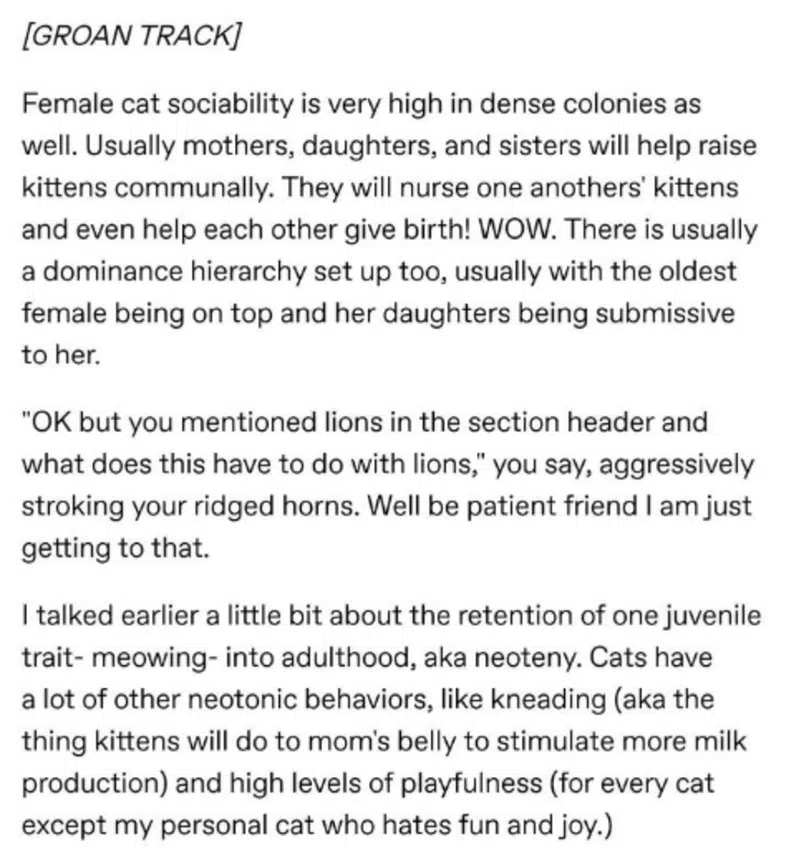 [GROAN TRACK]
Female cat sociability is very high in dense colonies as
well. Usually mothers, daughters, and sisters will help raise
kittens communally. They will nurse one anothers' kittens
and even help each other give birth! WOW. There is usually
a dominance hierarchy set up too, usually with the oldest
female being on top and her daughters being submissive
to her.
"OK but you mentioned lions in the section header and
what does this have to do with lions," you say, aggressively
stroking your ridged horns. Well be patient friend I am just
getting to that.
I talked earlier a little bit about the retention of one juvenile
trait- meowing- into adulthood, aka neoteny. Cats have
a lot of other neotonic behaviors, like kneading (aka the
thing kittens will do to mom's belly to stimulate more milk
production) and high levels of playfulness (for every cat
except my personal cat who hates fun and joy.)